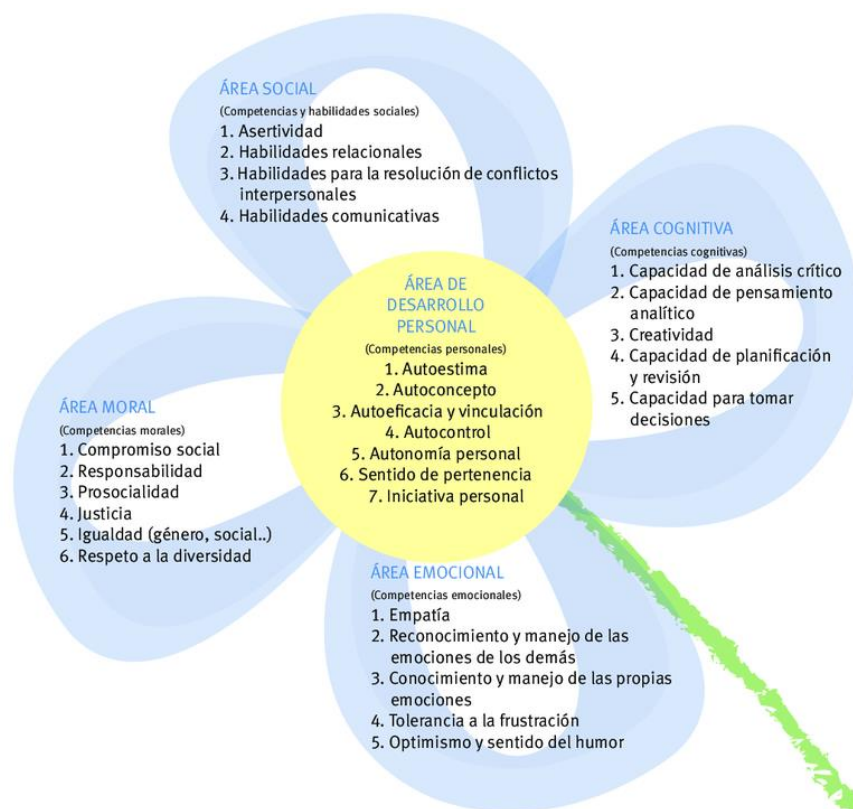 ÁREA SOCIAL
(Competencias y habilidades sociales)
1. Asertividad
2. Habilidades relacionales
3. Habilidades para la resolución de conflictos
interpersonales
4. Habilidades comunicativas
ÁREA COGNITIVA
(Competencias cognitivas)
1. Capacidad de análisis crítico
2. Capacidad de pensamiento
analítico
3. Creatividad
4. Capacidad de planificación
y revisión
5. Capacidad para tomar
decisiones
ÁREA DE
DESARROLLO
PERSONAL
(Competencias personales)
1. Autoestima
2. Autoconcepto
3. Autoeficacia y vinculación
4. Autocontrol
5. Autonomía personal
6. Sentido de pertenencia
7. Iniciativa personal
ÁREA MORAL
(Competencias morales)
1. Compromiso social
2. Responsabilidad
3. Prosocialidad
4. Justicia
5. Igualdad (género, social..)
6. Respeto a la diversidad
ÁREA EMOCIONAL
(Competencias emocionales)
1. Empatía
2. Reconocimiento y manejo de las
emociones de los demás
3. Conocimiento y manejo de las propias
emociones
4. Tolerancia a la frustración
5. Optimismo y sentido del humor